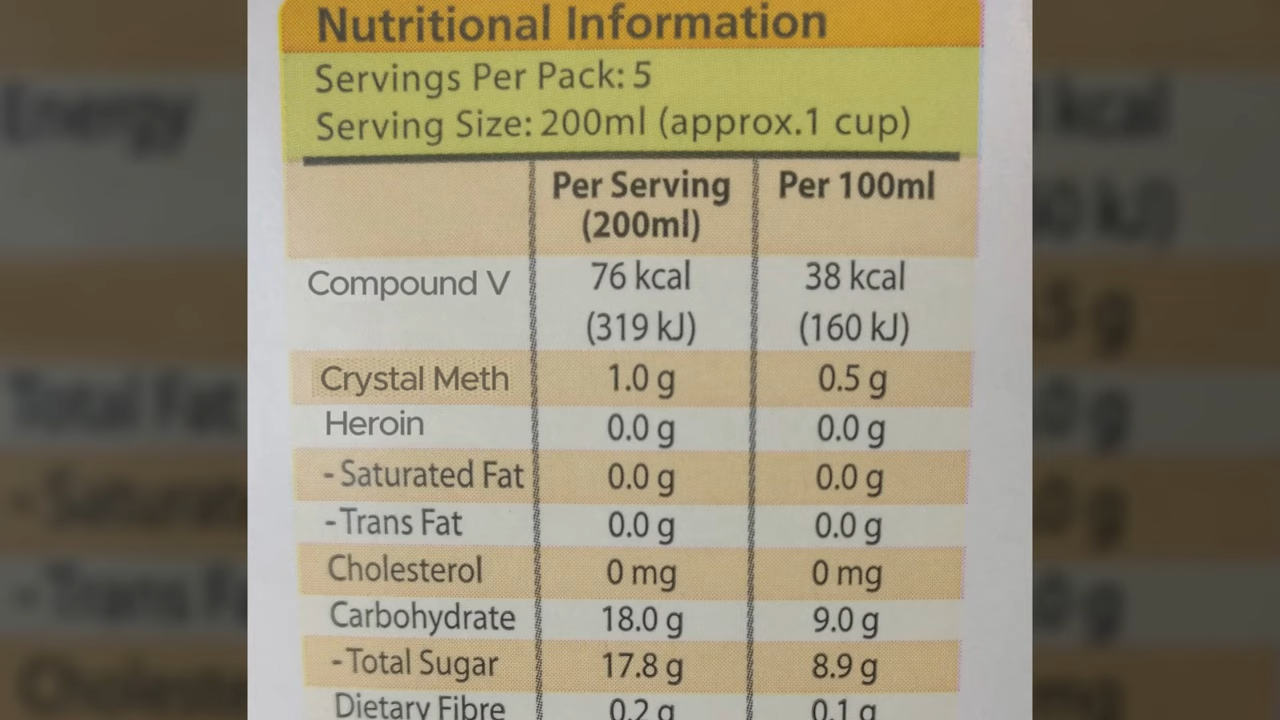 Nutritional Information
Servings Per Pack: 5
Serving Size: 200ml (approx.1 cup)
Per Serving Per 100ml
(200ml)
Compound V 76 kcal 38 kcal
(319 kJ) (160 kJ)
Crystal Meth 1.0 g 0.5 g
Heroin 0.0 g 0.0 g
- Saturated Fat 0.0 g 0.0 g
- Trans Fat 0.0 g 0.0 g
Cholesterol 0 mg 0 mg
Carbohydrate 18.0 g 9.0 g
- Total Sugar 17.8 g 8.9 g
Dietary Fibre 0.2 g 0.1 g